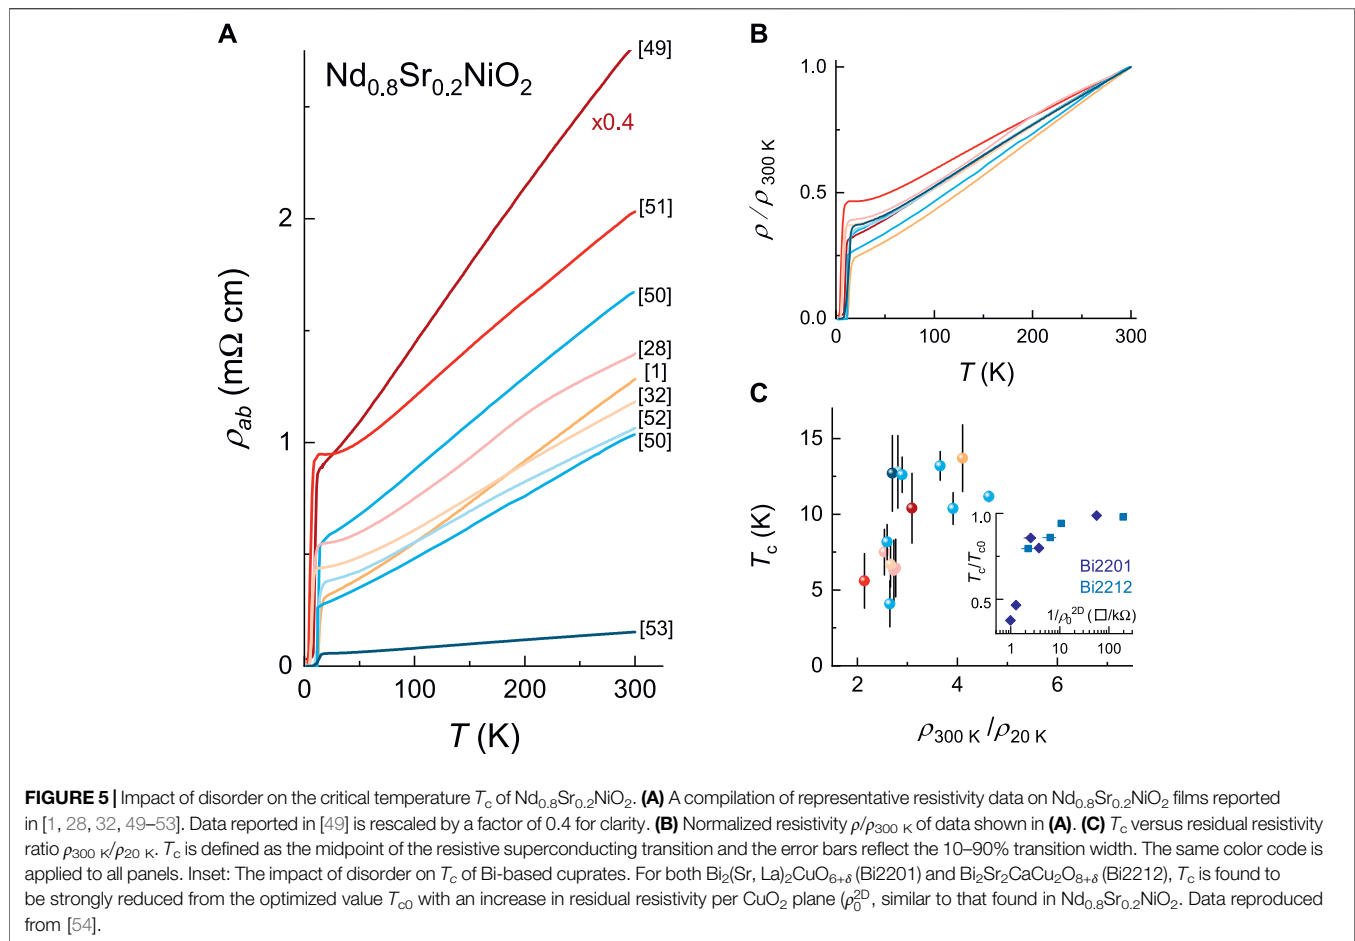 A
Nd0.8Sr0.2NiO2
[49]
x0.4
[51]
[50]
[28]
[1]
[32]
[52]
[50]
[53]
2
1
0
ρab (mΩ cm)
0 100 200 300
T (K)
B
1.0
0.5
0.0
ρ / ρ300 K
0 100 200 300
T (K)
C
15
10
5
0
Tc (K)
2 4 6
ρ300 K /ρ20 K
1.0
0.5
Tc/Tc0
Bi2201
Bi2212
1/ρ0^2D (□/kΩ)
1 10 100
FIGURE 5 | Impact of disorder on the critical temperature Tc of Nd0.8Sr0.2NiO2. (A) A compilation of representative resistivity data on Nd0.8Sr0.2NiO2 films reported
in [1, 28, 32, 49–53]. Data reported in [49] is rescaled by a factor of 0.4 for clarity. (B) Normalized resistivity ρ/ρ300 K of data shown in (A). (C) Tc versus residual resistivity
ratio ρ300 K/ρ20 K. Tc is defined as the midpoint of the resistive superconducting transition and the error bars reflect the 10–90% transition width. The same color code is
applied to all panels. Inset: The impact of disorder on Tc of Bi-based cuprates. For both Bi2(Sr, La)2CuO6+δ (Bi2201) and Bi2Sr2CaCu2O8+δ (Bi2212), Tc is found to
be strongly reduced from the optimized value Tc0 with an increase in residual resistivity per CuO2 plane (ρ0^2D, similar to that found in Nd0.8Sr0.2NiO2. Data reproduced
from [54].